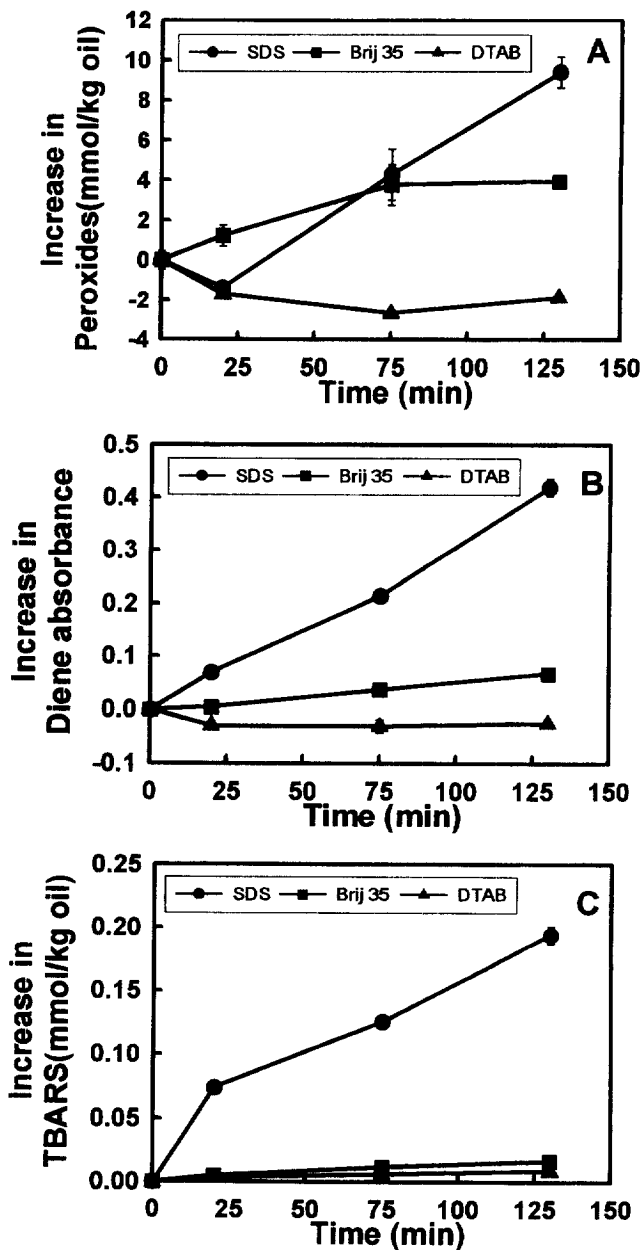 A
SDS Brij 35 DTAB
12
10
8
6
4
2
0
-2
-4
Increase in
Peroxides(mmol/kg oil)
0 25 50 75 100 125 150
Time (min)
B
SDS Brij 35 DTAB
0.5
0.4
0.3
0.2
0.1
0.0
-0.1
Increase in
Diene absorbance
0 25 50 75 100 125 150
Time (min)
C
SDS Brij 35 DTAB
0.25
0.20
0.15
0.10
0.05
0.00
Increase in
TBARS(mmol/kg oil)
0 25 50 75 100 125 150
Time (min)